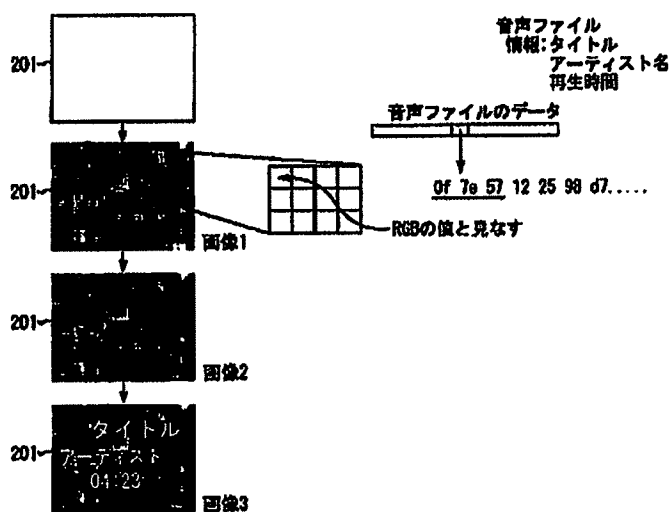 音声ファイル
情報:タイトル
アーティスト名
再生時間
音声ファイルのデータ
0f 7e 57 12 25 98 d7.....
RGBの値と見なす
201
201
画像1
201
画像2
201
タイトル
アーティスト
04:23
画像3